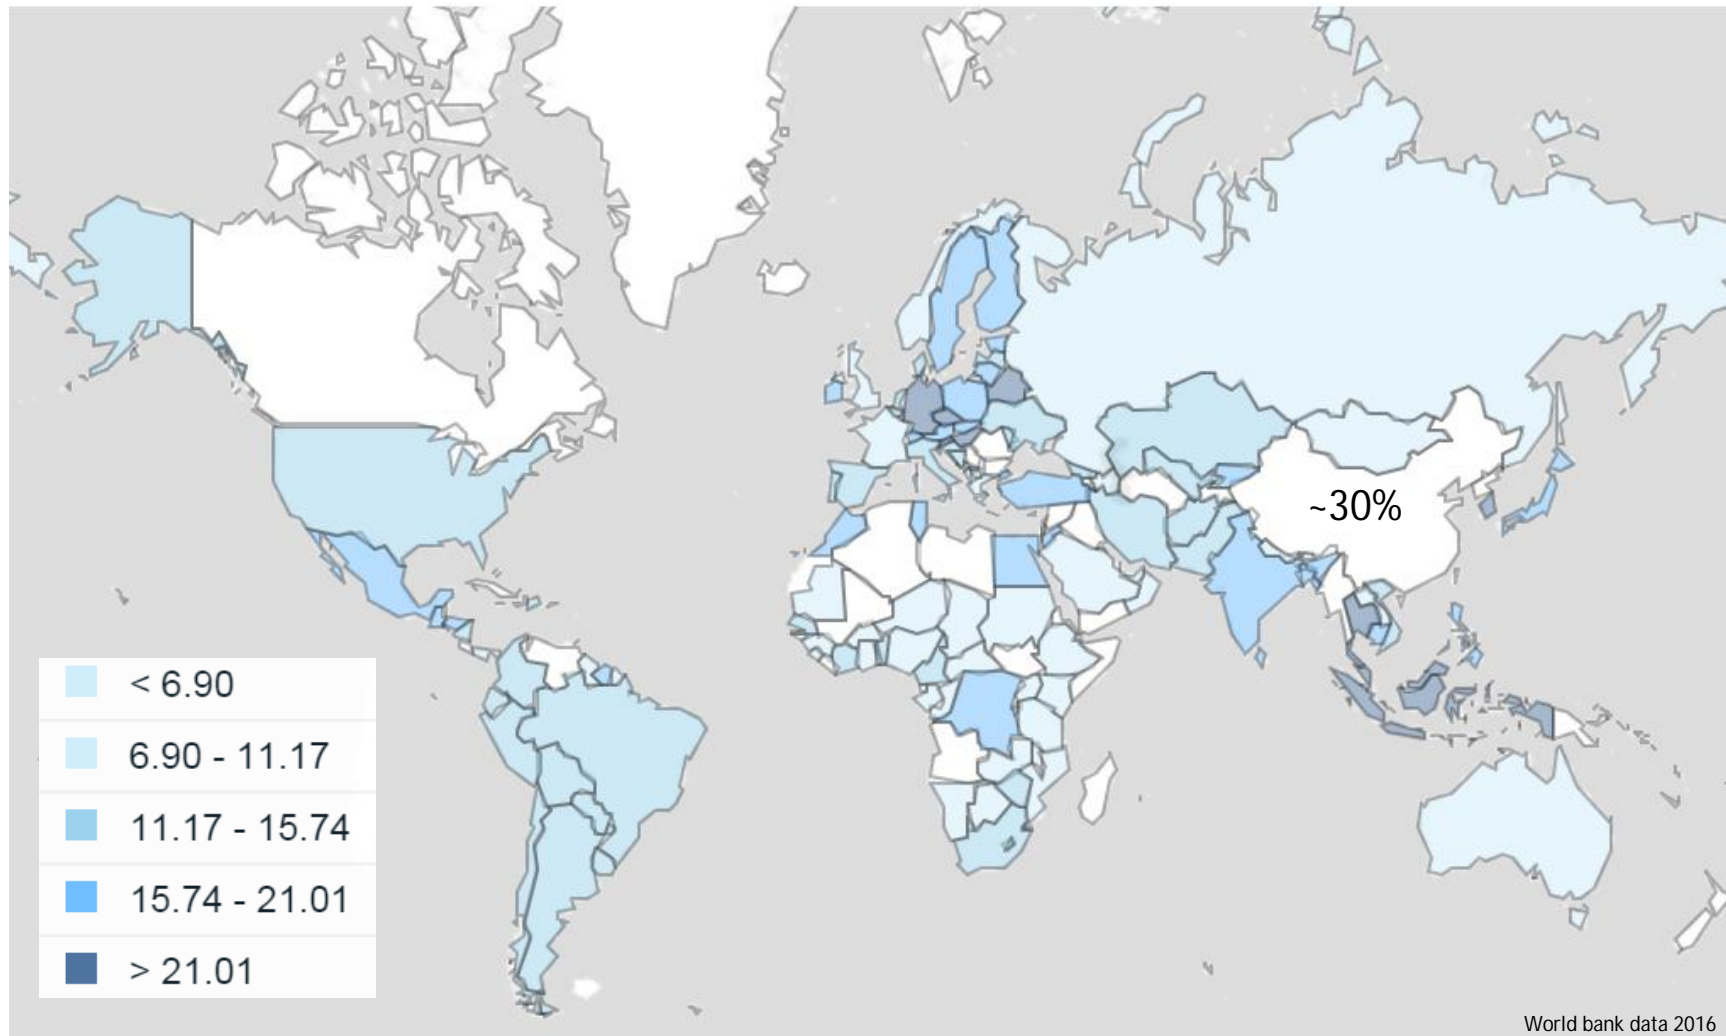 ~30%
< 6.90
6.90 - 11.17
11.17 - 15.74
15.74 - 21.01
> 21.01
World bank data 2016